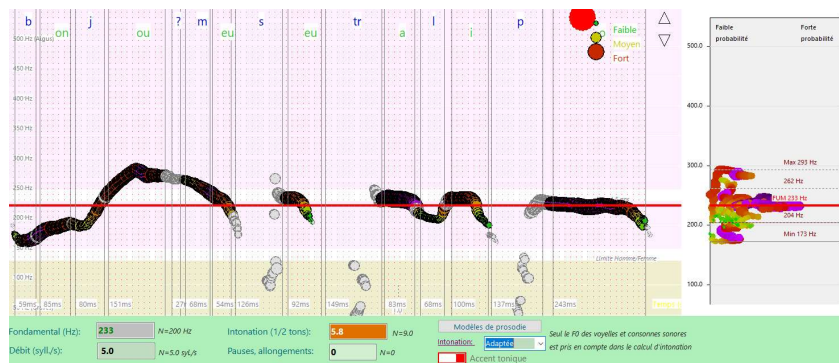 b j ? m s tr l p
on ou eu eu a i
500 Hz (Aigus)
450 Hz
400 Hz
350 Hz
300 Hz
250 Hz
200 Hz
150 Hz
100 Hz
Faible
Moyen
Fort
Limite Homme/Femme
59ms 85ms 80ms 151ms 27 68ms 54ms 126ms 92ms 149ms 83ms 68ms 100ms 137ms 243ms
Faible probabilité
Forte probabilité
500.0
400.0
300.0
200.0
100.0
Max 293 Hz
262 Hz
FUM 233 Hz
204 Hz
Min 173 Hz
Fondamental (Hz): 233 N=200 Hz
Intonation (1/2 tons): 5.8 N=9.0
Modèles de prosodie
Débit (syll./s): 5.0 N=5.0 syl/s
Pauses, allongements: 0 N=0
Intonation: Adaptée
Accent tonique
Seul le F0 des voyelles et consonnes sonores
est pris en compte dans le calcul d'intonation